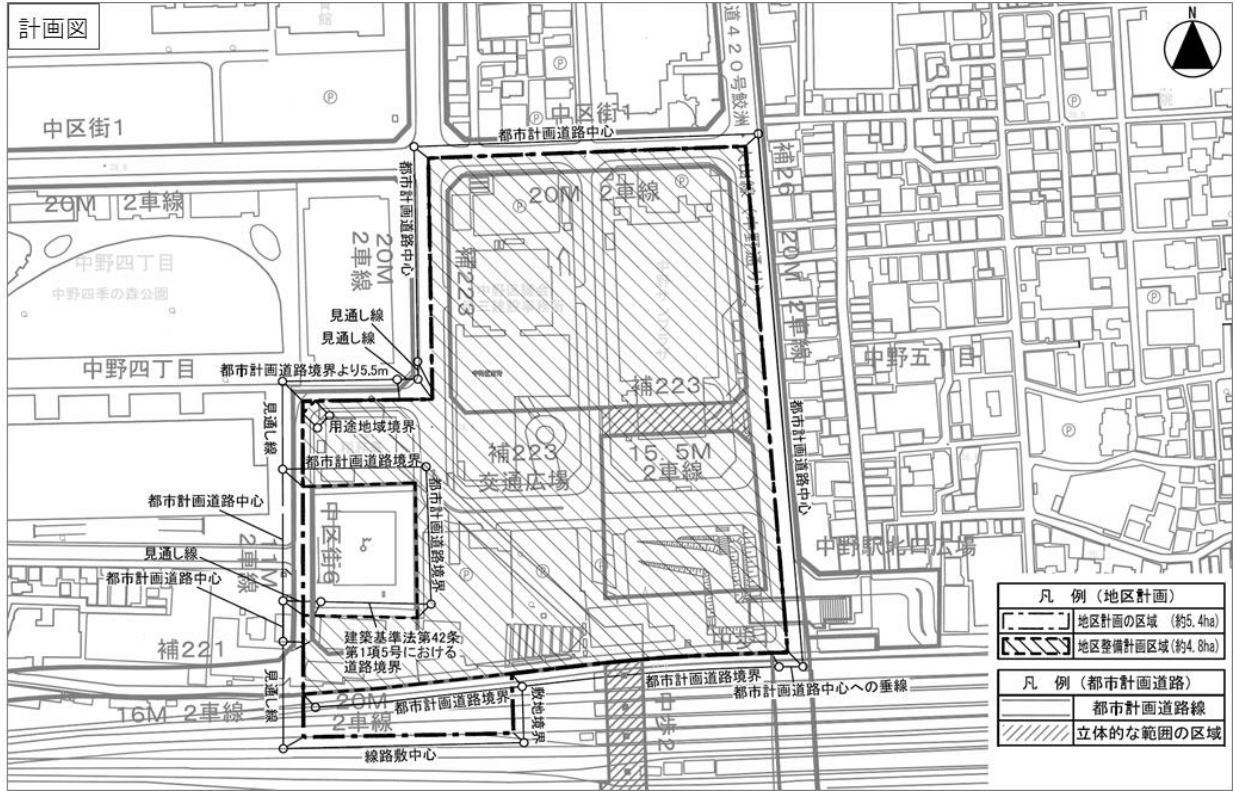 計画図
N
中区街1
中区街1
都市計画道路中心
道420号鮫洲
補26
20M 2車線
20M 2車線
都市計画道路中心
20M 2車線
20M
2車線
補223
中野四丁目
中野四季の森公園
見通し線
見通し線
中野四丁目
都市計画道路境界より5.5m
補223
中野五丁目
見通し線
用途地域境界
都市計画道路中心
都市計画道路境界
補223
交通広場
15.5M
2車線
都市計画道路中心
都市計画道路境界
中区街6
見通し線
11M
2車線
中野駅北口広場
都市計画道路中心
建築基準法第42条
第1項5号における
道路境界
補221
見通し線
16M 2車線
20M
2車線
都市計画道路境界
敷地境界
都市計画道路境界
都市計画道路中心への垂線
中歩2
線路敷中心
凡 例 (地区計画)
地区計画の区域 (約5.4ha)
地区整備計画区域(約4.8ha)
凡 例 (都市計画道路)
都市計画道路線
立体的な範囲の区域